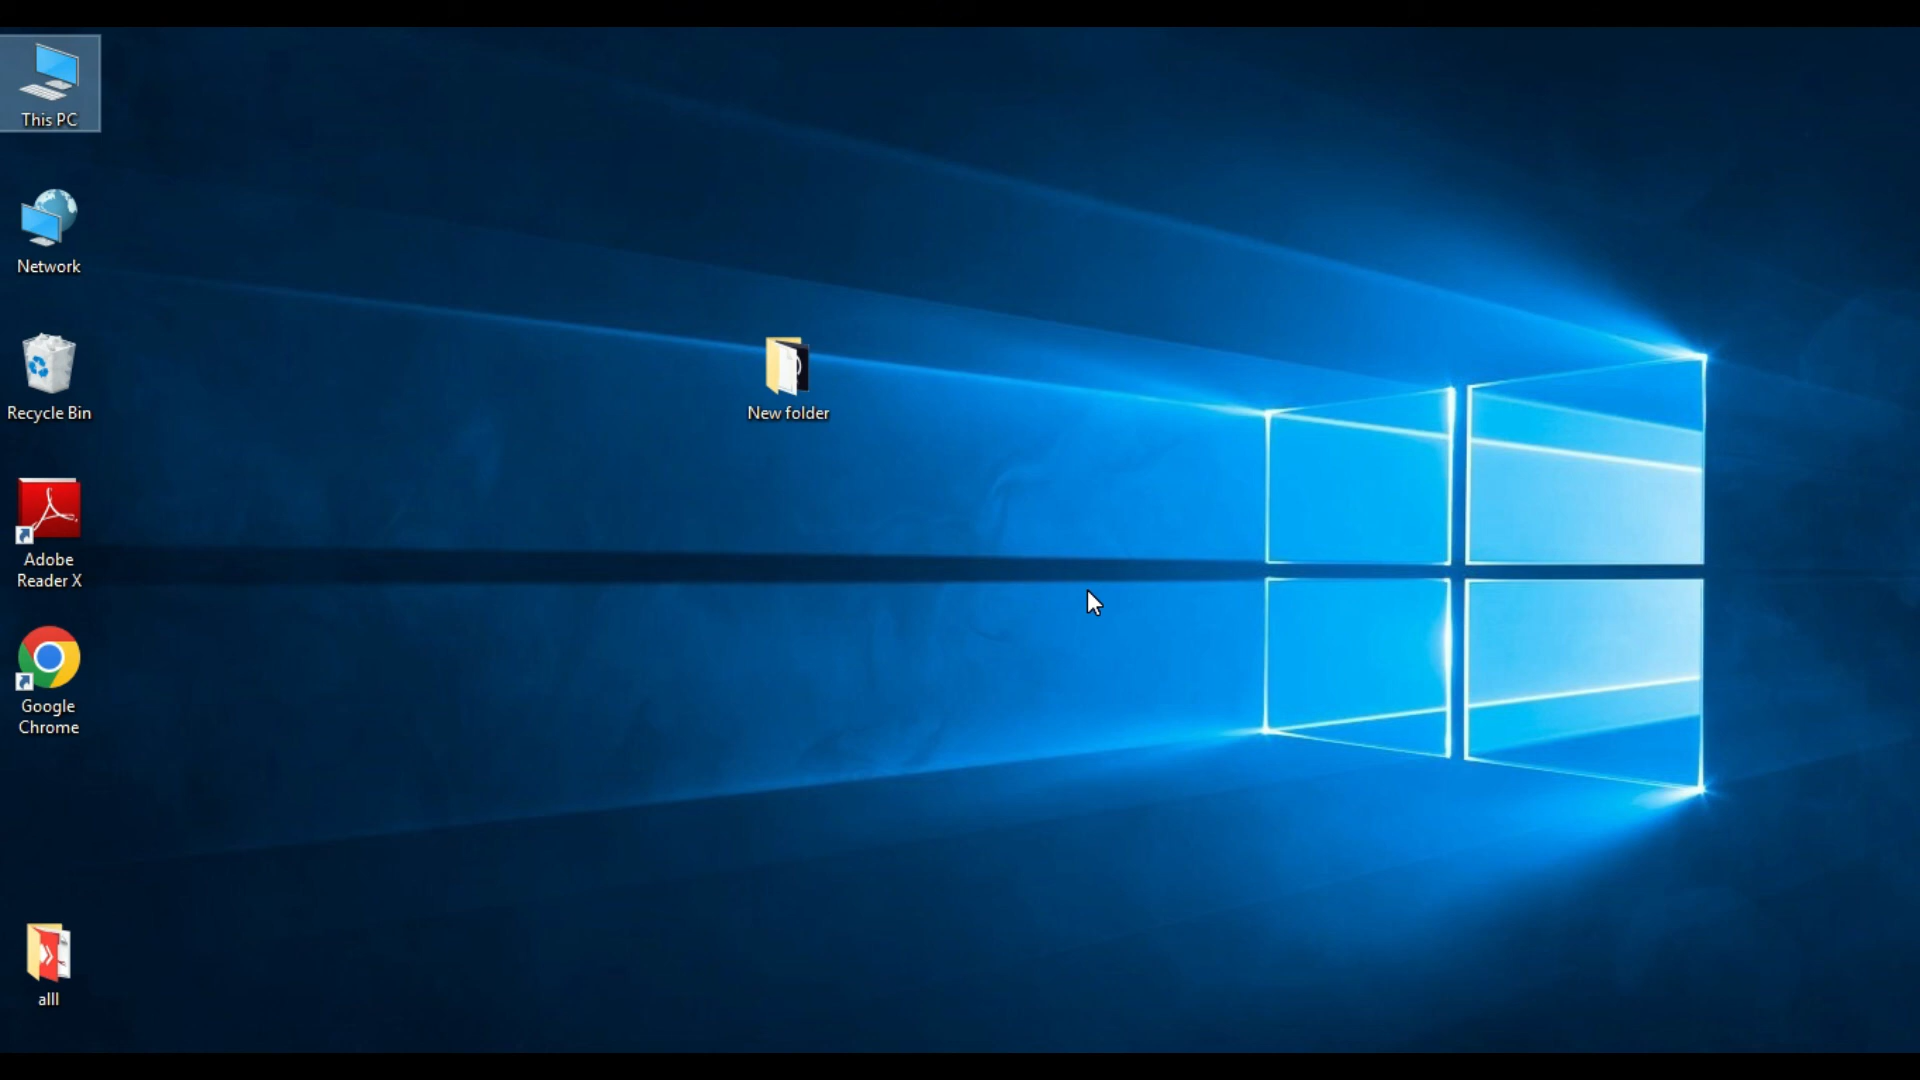 This PC
Network
Recycle Bin
New folder
Adobe
Reader X
Google
Chrome
alll